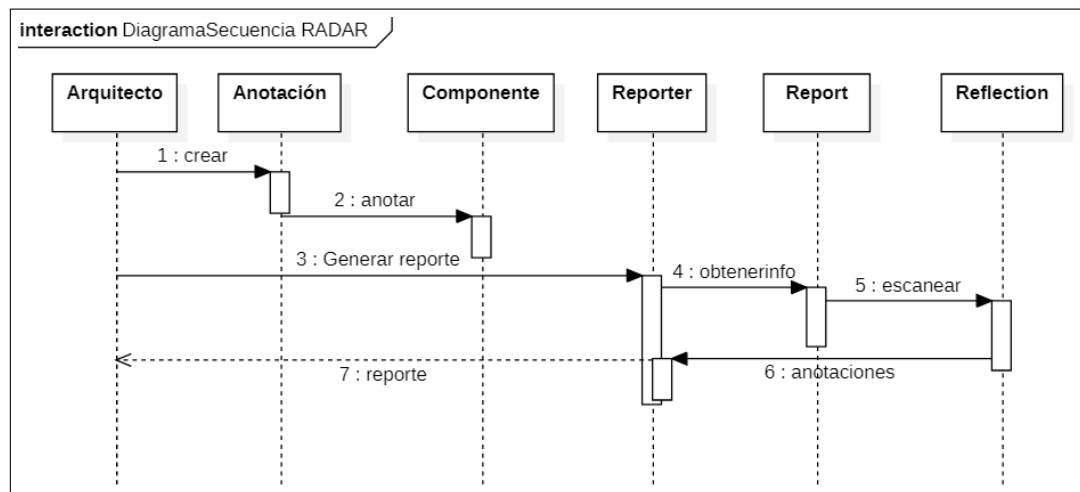 interaction DiagramaSecuencia RADAR
Arquitecto
Anotación
Componente
Reporter
Report
Reflection
1 : crear
2 : anotar
3 : Generar reporte
4 : obtenerinfo
5 : escanear
6 : anotaciones
7 : reporte